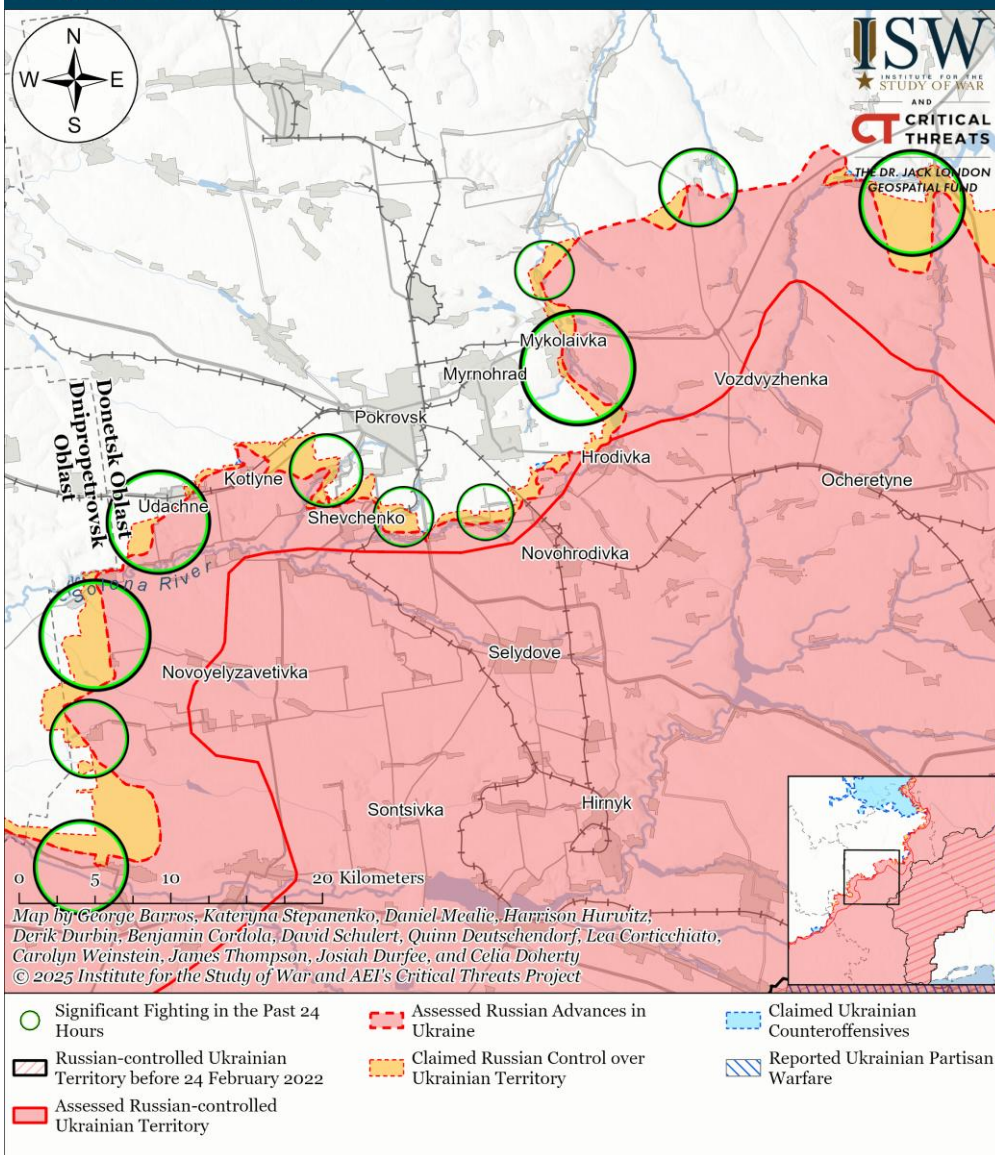 N
W E
S
ISW
INSTITUTE FOR THE
STUDY OF WAR
AND
CT CRITICAL
THREATS
THE DR. JACK LONDON
GEOSPATIAL FUND
Mykolaivka
Myrnohrad
Vozdvyzhenka
Pokrovsk
Donetsk Oblast
Dnipropetrovsk
Oblast
Kotlyne
Hrodivka
Ocheretyne
Udachne
Shevchenko
Novohrodivka
Solona River
Selydove
Novoyelyzavetivka
Sontsivka
Hirnyk
0 5 10 20 Kilometers
Map by George Barros, Kateryna Stepanenko, Daniel Mealie, Harrison Hurwitz,
Derik Durbin, Benjamin Cordola, David Schulert, Quinn Deutschendorf, Lea Corticchiato,
Carolyn Weinstein, James Thompson, Josiah Durfee, and Celia Doherty
© 2025 Institute for the Study of War and AEI's Critical Threats Project
Significant Fighting in the Past 24
Hours
Russian-controlled Ukrainian
Territory before 24 February 2022
Assessed Russian-controlled
Ukrainian Territory
Assessed Russian Advances in
Ukraine
Claimed Russian Control over
Ukrainian Territory
Claimed Ukrainian
Counteroffensives
Reported Ukrainian Partisan
Warfare